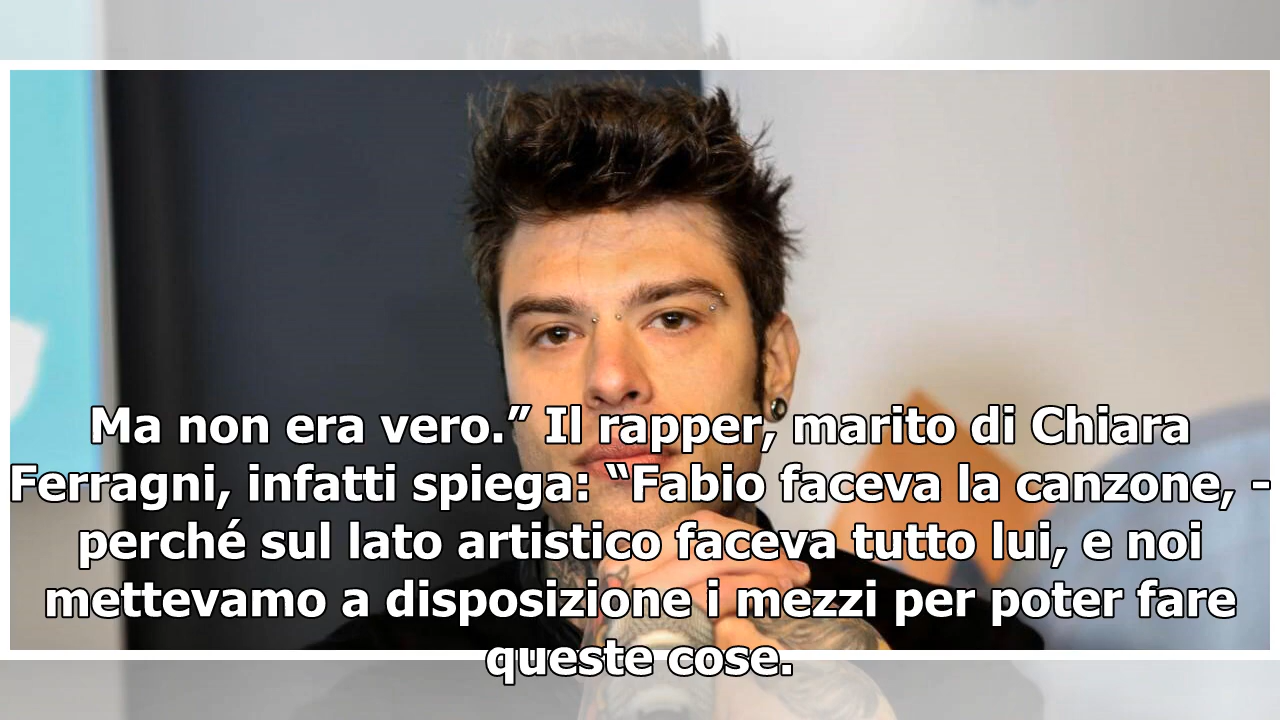 Ma non era vero.” Il rapper, marito di Chiara
Ferragni, infatti spiega: “Fabio faceva la canzone, -
perché sul lato artistico faceva tutto lui, e noi
mettevamo a disposizione i mezzi per poter fare
queste cose.